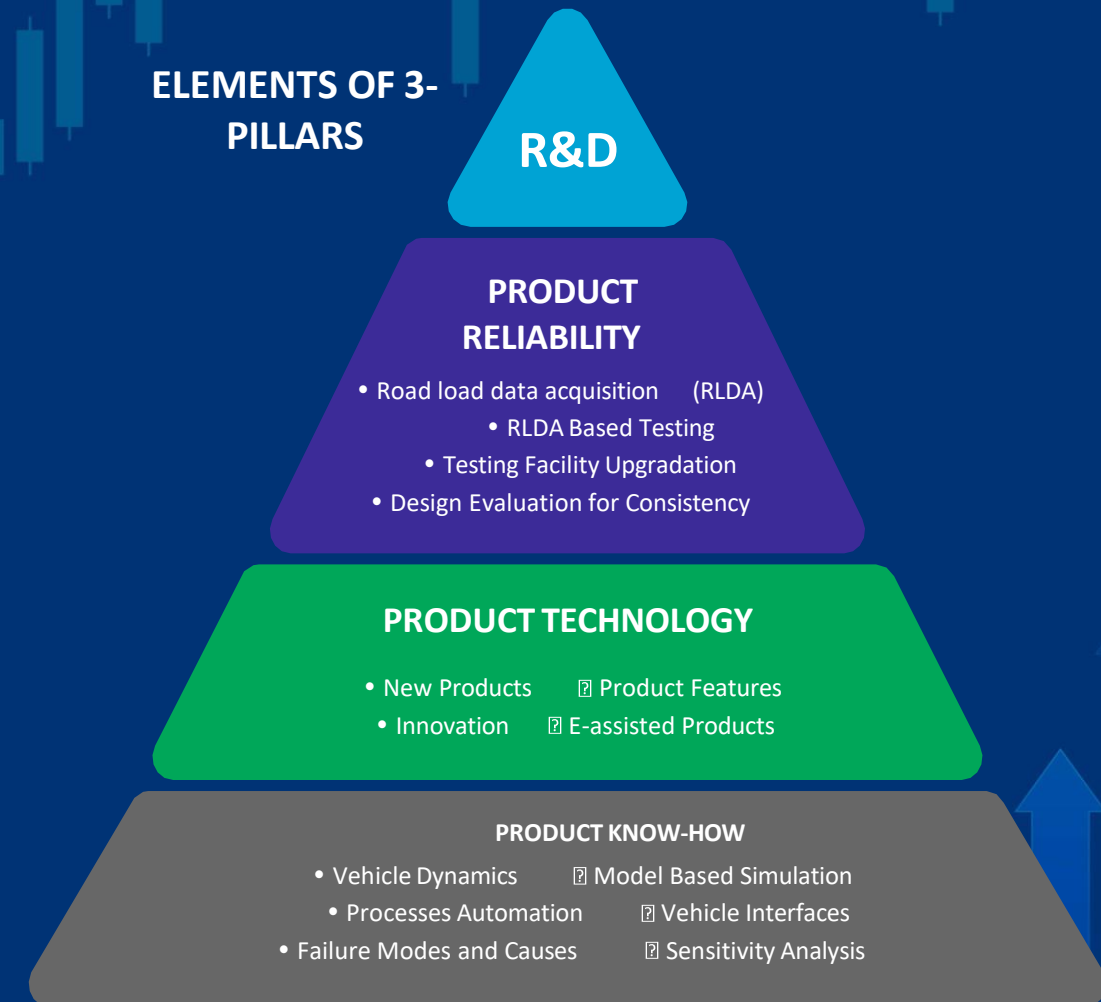 ELEMENTS OF 3-
PILLARS
R&D
PRODUCT
RELIABILITY
• Road load data acquisition (RLDA)
• RLDA Based Testing
• Testing Facility Upgradation
• Design Evaluation for Consistency
PRODUCT TECHNOLOGY
• New Products ⍰ Product Features
• Innovation ⍰ E-assisted Products
PRODUCT KNOW-HOW
• Vehicle Dynamics ⍰ Model Based Simulation
• Processes Automation ⍰ Vehicle Interfaces
• Failure Modes and Causes ⍰ Sensitivity Analysis